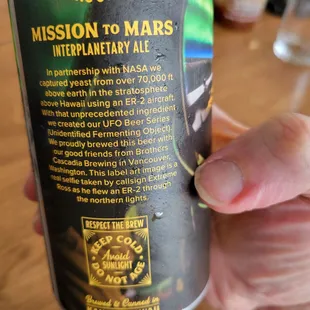 MISSION TO MARS
INTERPLANETARY ALE
In partnership with NASA we
captured yeast from over 70,000 ft
above earth in the stratosphere
above Hawaii using an ER-2 aircraft.
With that unprecedented ingredient
we created our UFO Beer Series
(Unidentified Fermenting Object).
We proudly brewed this beer with
our good friends from Brothers
Cascadia Brewing in Vancouver,
Washington. This label art image is a
real selfie taken by callsign Extreme
Ross as he flew an ER-2 through
the northern lights.
RESPECT THE BREW
KEEP COLD
Avoid
SUNLIGHT
DO NOT AGE
Brewed & Canned in